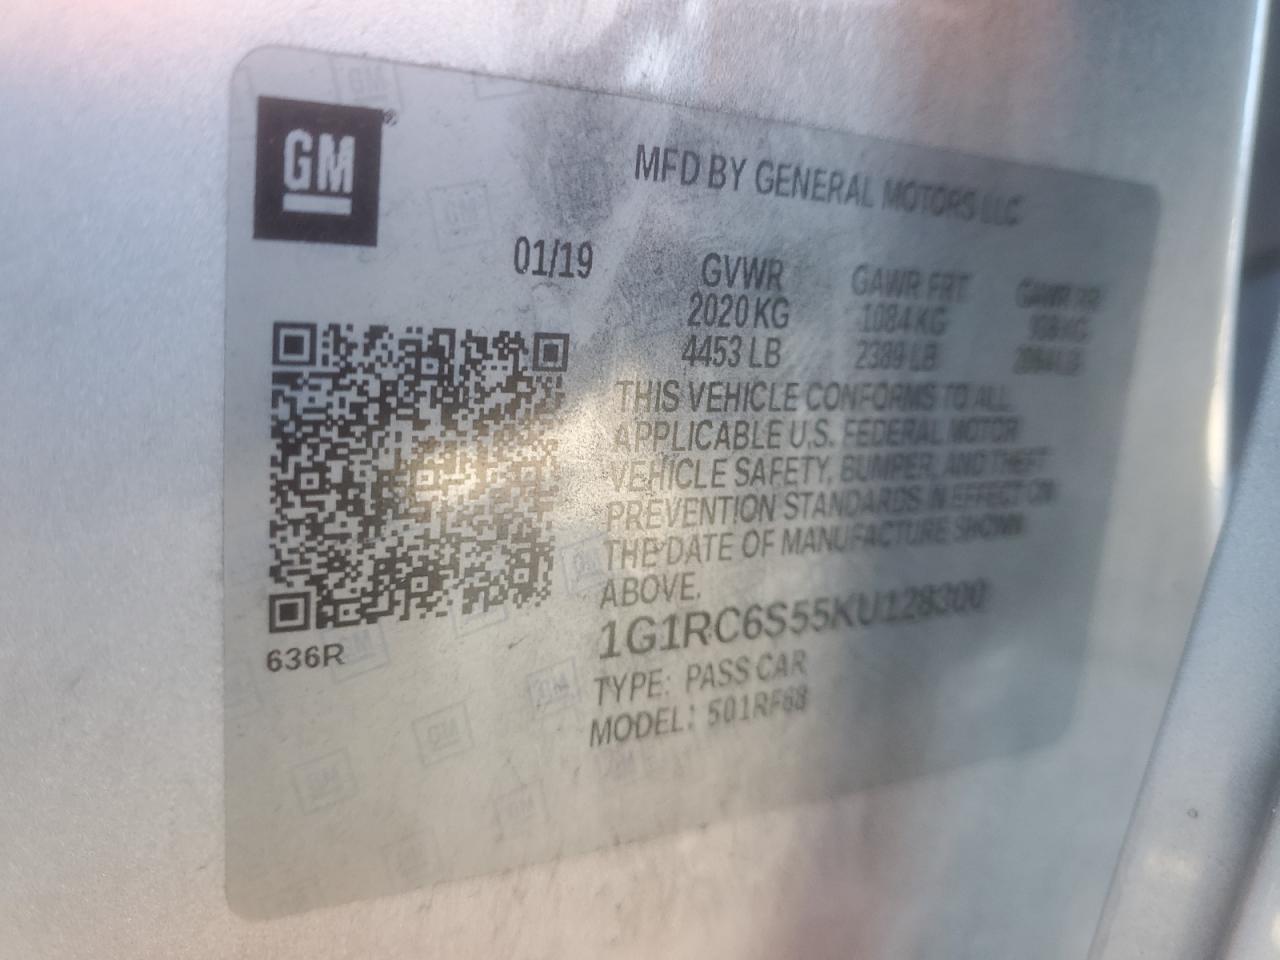 GM
MFD BY GENERAL MOTORS LLC
01/19
GVWR GAWR FRT GAWR RR
2020 KG 1084 KG
4453 LB 2389 LB
THIS VEHICLE CONFORMS TO ALL
APPLICABLE U.S. FEDERAL MOTOR
VEHICLE SAFETY, BUMPER, AND THEFT
PREVENTION STANDARDS IN EFFECT ON
THE DATE OF MANUFACTURE SHOWN
ABOVE.
1G1RC6S55KU128300
TYPE: PASS CAR
MODEL: 501RF68
636R